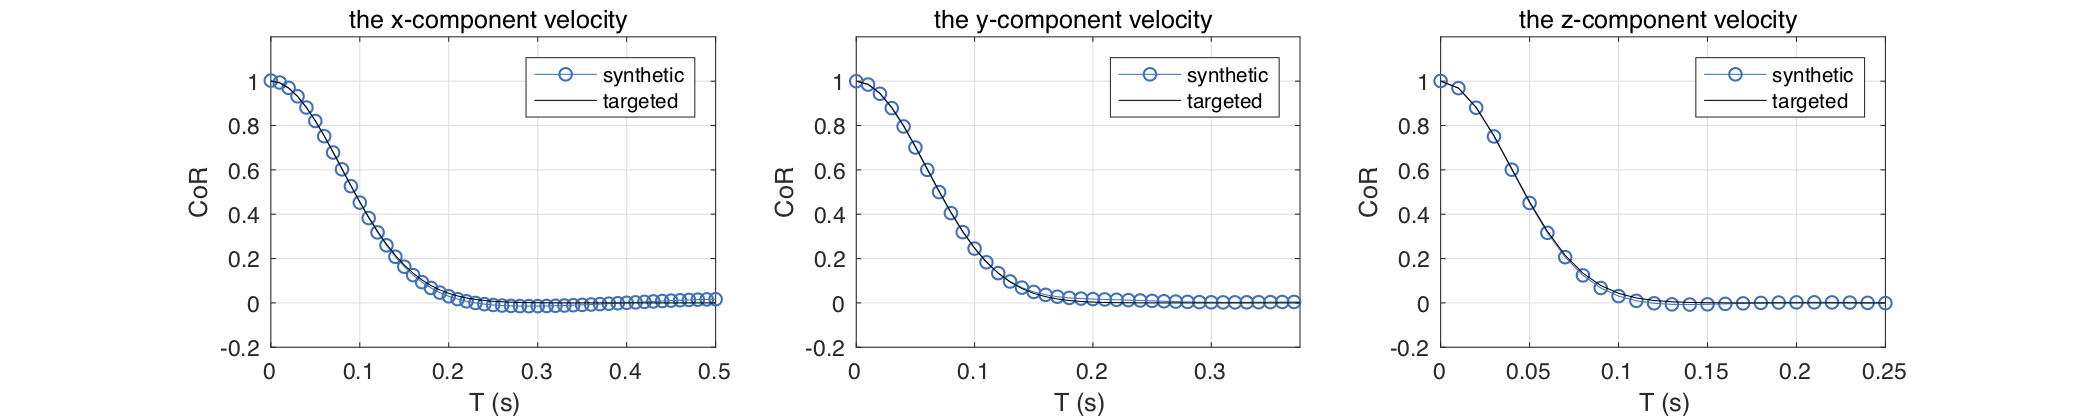 the x-component velocity
synthetic
targeted
1
0.8
0.6
0.4
0.2
0
-0.2
CoR
0
0.1
0.2
0.3
0.4
0.5
T (s)
the y-component velocity
synthetic
targeted
1
0.8
0.6
0.4
0.2
0
-0.2
CoR
0
0.1
0.2
0.3
T (s)
the z-component velocity
synthetic
targeted
1
0.8
0.6
0.4
0.2
0
-0.2
CoR
0
0.05
0.1
0.15
0.2
0.25
T (s)